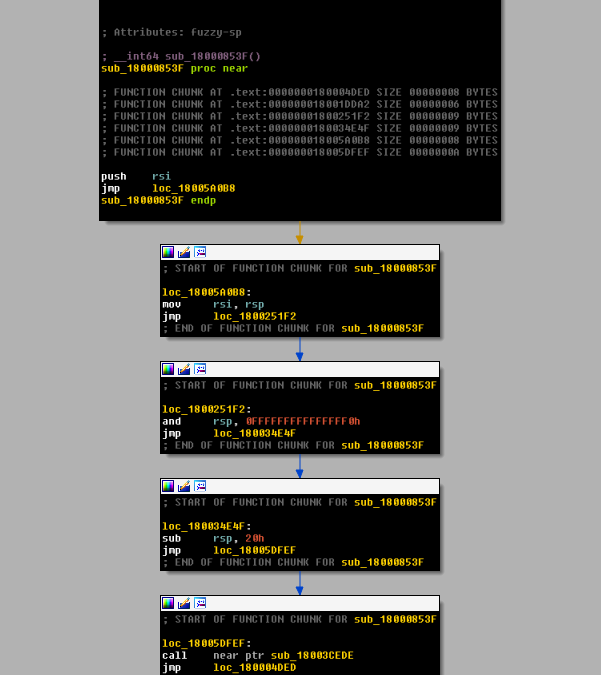 ; Attributes: fuzzy-sp
; __int64 sub_18000853F()
sub_18000853F proc near
; FUNCTION CHUNK AT .text:0000000180004DED SIZE 00000008 BYTES
; FUNCTION CHUNK AT .text:000000018001DDA2 SIZE 00000006 BYTES
; FUNCTION CHUNK AT .text:00000001800251F2 SIZE 00000009 BYTES
; FUNCTION CHUNK AT .text:0000000180034E4F SIZE 00000009 BYTES
; FUNCTION CHUNK AT .text:000000018005A0B8 SIZE 00000008 BYTES
; FUNCTION CHUNK AT .text:000000018005DFEF SIZE 0000000A BYTES
push rsi
jmp loc_18005A0B8
sub_18000853F endp
; START OF FUNCTION CHUNK FOR sub_18000853F
loc_18005A0B8:
mov rsi, rsp
jmp loc_1800251F2
; END OF FUNCTION CHUNK FOR sub_18000853F
; START OF FUNCTION CHUNK FOR sub_18000853F
loc_1800251F2:
and rsp, 0FFFFFFFFFFFFFFF0h
jmp loc_180034E4F
; END OF FUNCTION CHUNK FOR sub_18000853F
; START OF FUNCTION CHUNK FOR sub_18000853F
loc_180034E4F:
sub rsp, 20h
jmp loc_18005DFEF
; END OF FUNCTION CHUNK FOR sub_18000853F
; START OF FUNCTION CHUNK FOR sub_18000853F
loc_18005DFEF:
call near ptr sub_18003CEDE
jmp loc_180004DED